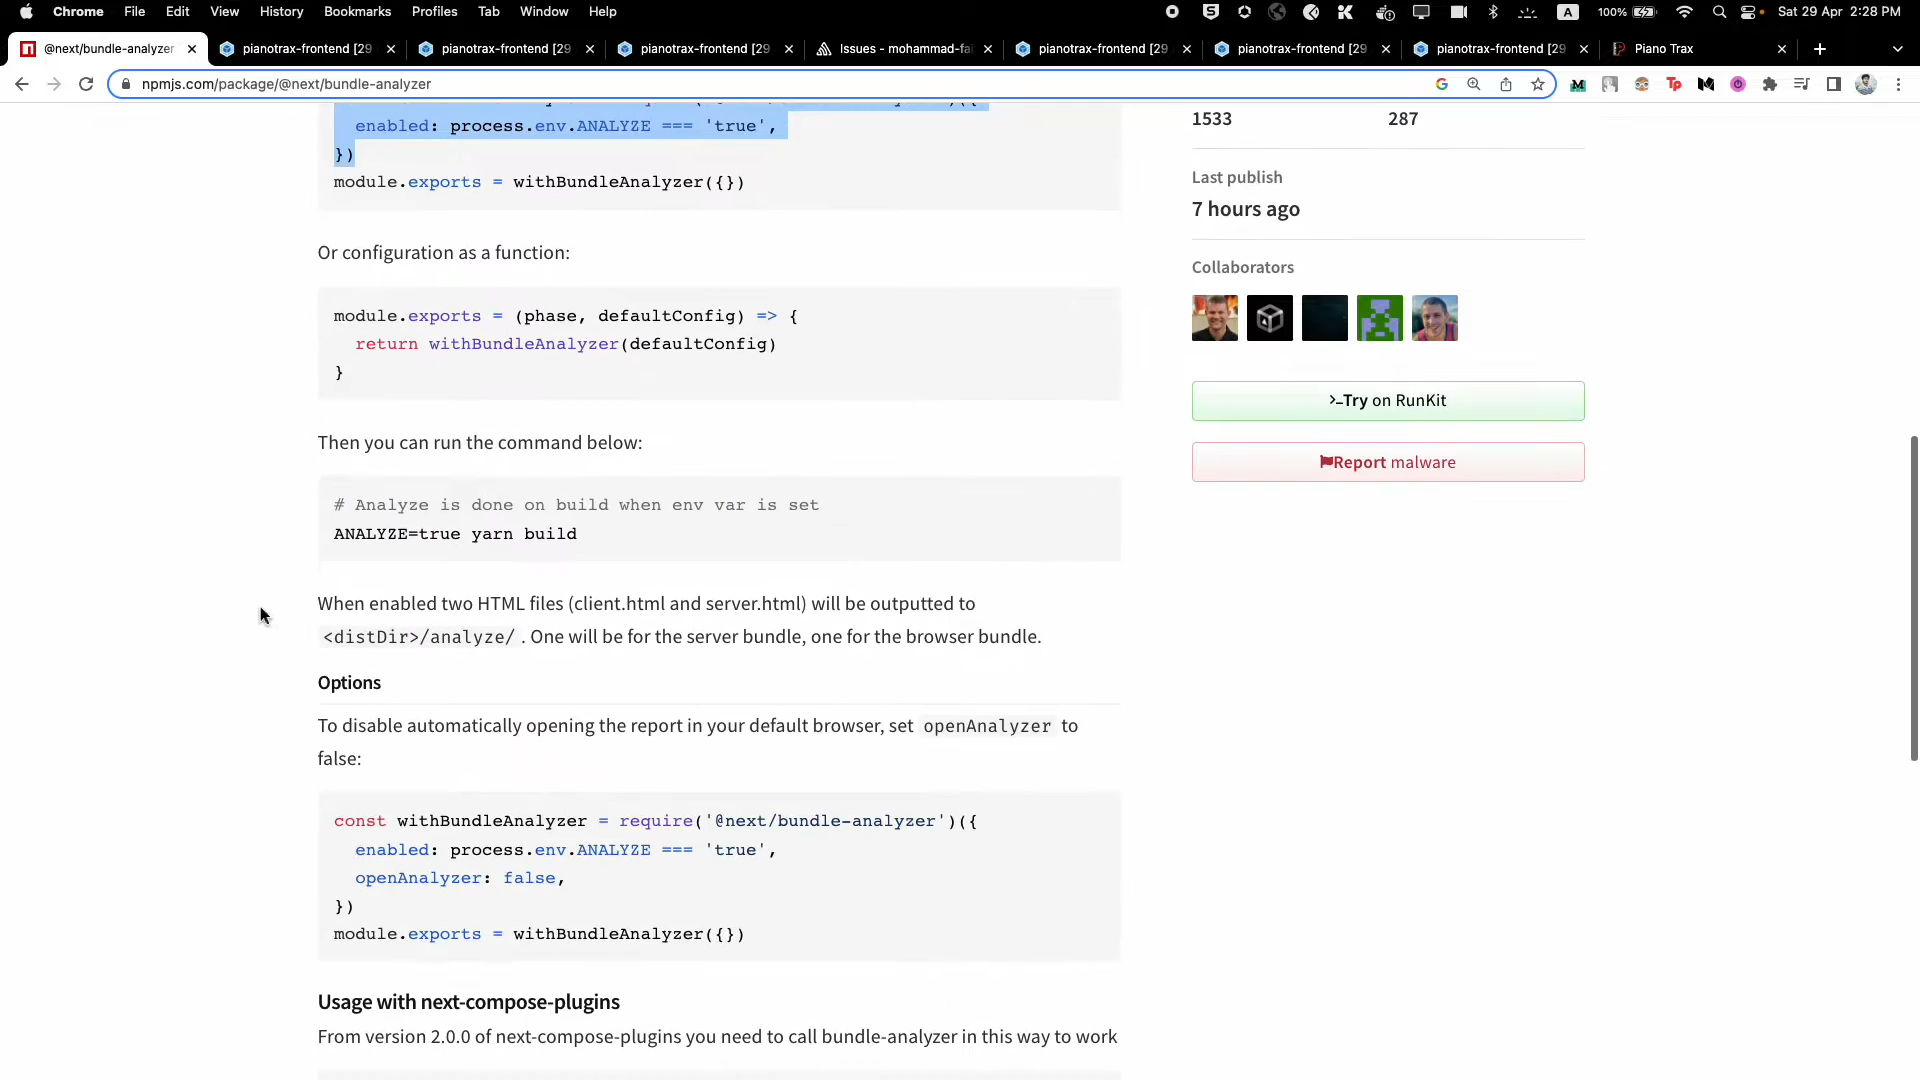 Chrome File Edit View History Bookmarks Profiles Tab Window Help A 100% Sat 29 Apr 2:28 PM
@next/bundle-analyzer pianotrax-frontend [29 pianotrax-frontend [29 pianotrax-frontend [29 Issues - mohammad-fai pianotrax-frontend [29 pianotrax-frontend [29 pianotrax-frontend [29 Piano Trax
npmjs.com/package/@next/bundle-analyzer
enabled: process.env.ANALYZE === 'true',
})
module.exports = withBundleAnalyzer({})
Or configuration as a function:
module.exports = (phase, defaultConfig) => {
return withBundleAnalyzer(defaultConfig)
}
Then you can run the command below:
# Analyze is done on build when env var is set
ANALYZE=true yarn build
When enabled two HTML files (client.html and server.html) will be outputted to
<distDir>/analyze/ . One will be for the server bundle, one for the browser bundle.
Options
To disable automatically opening the report in your default browser, set openAnalyzer to
false:
const withBundleAnalyzer = require('@next/bundle-analyzer')({
enabled: process.env.ANALYZE === 'true',
openAnalyzer: false,
})
module.exports = withBundleAnalyzer({})
Usage with next-compose-plugins
From version 2.0.0 of next-compose-plugins you need to call bundle-analyzer in this way to work
1533 287
Last publish
7 hours ago
Collaborators
Try on RunKit
Report malware